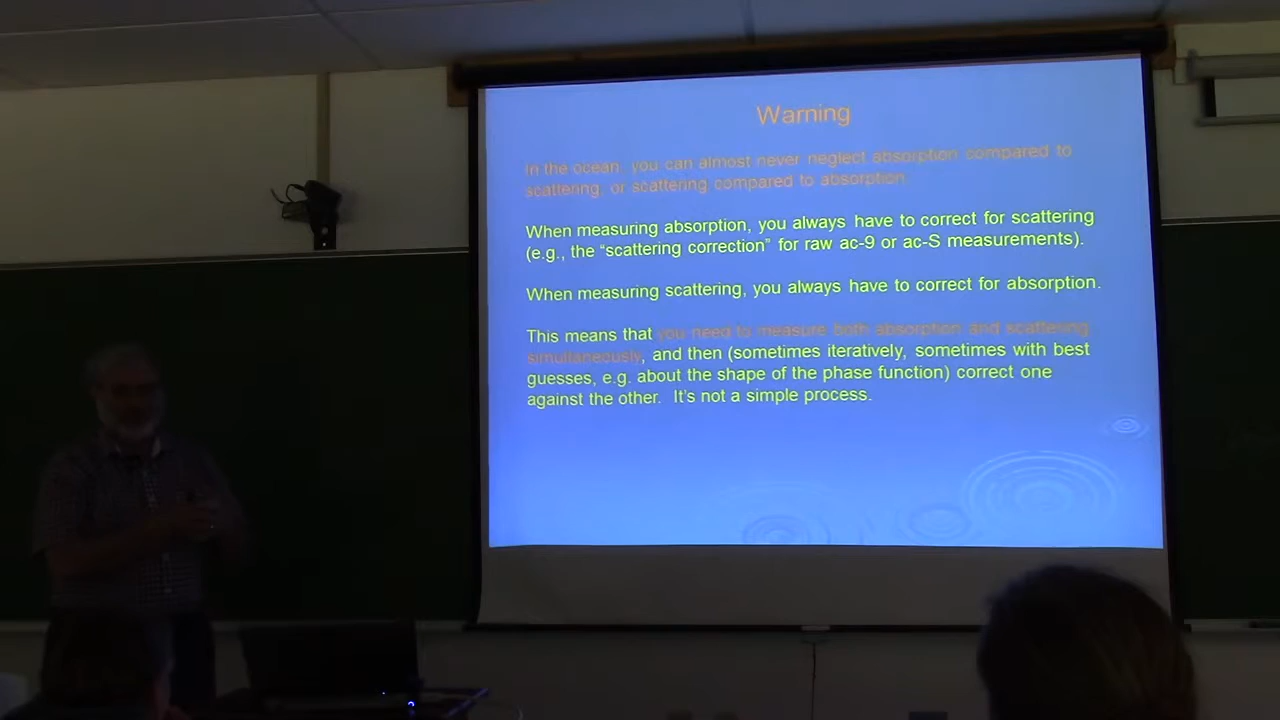 Warning
In the ocean, you can almost never neglect absorption compared to
scattering, or scattering compared to absorption.
When measuring absorption, you always have to correct for scattering
(e.g., the “scattering correction” for raw ac-9 or ac-S measurements).
When measuring scattering, you always have to correct for absorption.
This means that you need to measure both absorption and scattering
simultaneously, and then (sometimes iteratively, sometimes with best
guesses, e.g. about the shape of the phase function) correct one
against the other. It's not a simple process.